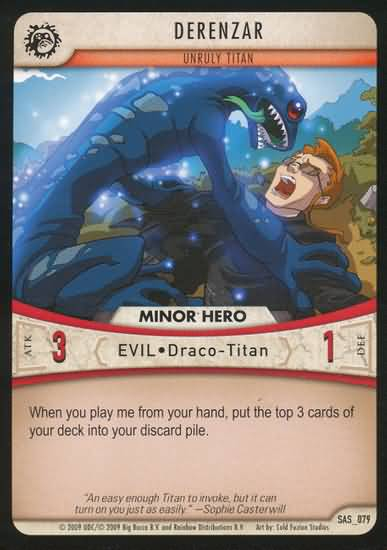 DERENZAR
UNRULY TITAN
MINOR HERO
ATK 3 EVIL•Draco-Titan 1 DEF
When you play me from your hand, put the top 3 cards of
your deck into your discard pile.
"An easy enough Titan to invoke, but it can
turn on you just as easily." —Sophie Casterwill
SAS_079
© 2009 UDC/© 2009 Big Bocca B.V. and Rainbow Distributions B.V. Art by: Cold Fusion Studios